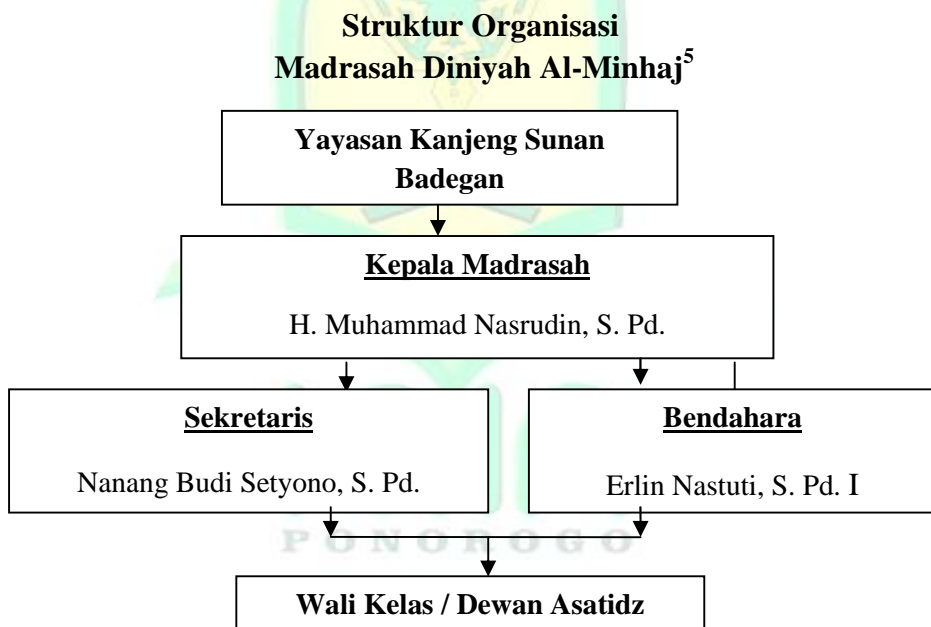 Struktur Organisasi
Madrasah Diniyah Al-Minhaj⁵
Yayasan Kanjeng Sunan
Badegan
Kepala Madrasah
H. Muhammad Nasrudin, S. Pd.
Sekretaris
Nanang Budi Setyono, S. Pd.
Bendahara
Erlin Nastuti, S. Pd. I
PONOROGO
Wali Kelas / Dewan Asatidz